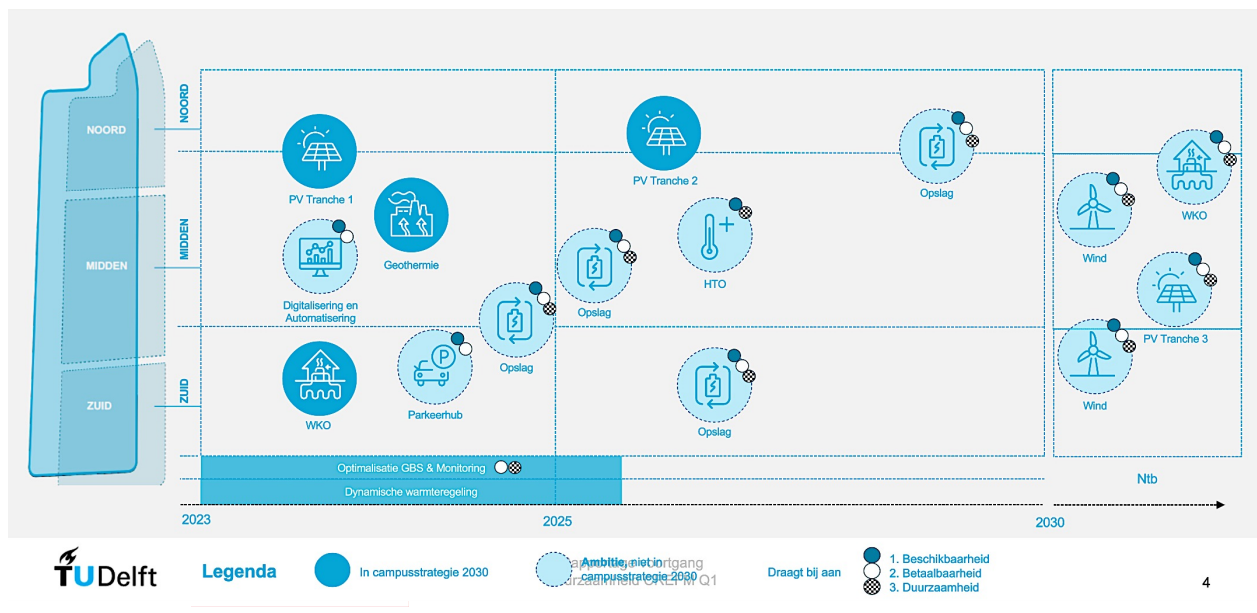 NOORD
MIDDEN
ZUID
NOORD
MIDDEN
ZUID
PV Tranche 1
Geothermie
Digitalisering en
Automatisering
WKO
P
Parkeerhub
Opslag
Opslag
PV Tranche 2
HTO
Opslag
Opslag
Wind
WKO
PV Tranche 3
Wind
Optimalisatie GBS & Monitoring
Dynamische warmteregeling
Ntb
2023
2025
2030
TU Delft
Legenda
In campusstrategie 2030
Ambitie, niet in
campusstrategie 2030
Draagt bij aan
1. Beschikbaarheid
2. Betaalbaarheid
3. Duurzaamheid
Q1
4